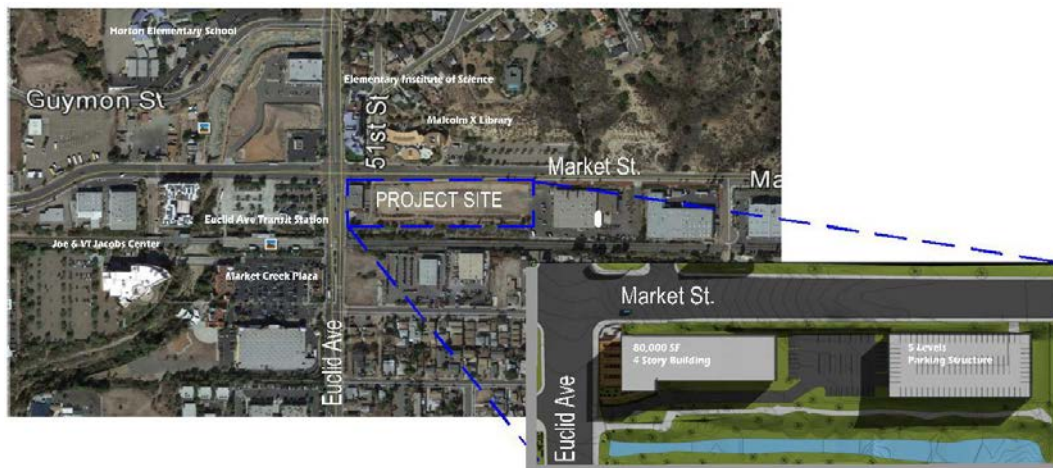 Horton Elementary School
Elementary Institute of Science
Guymon St
51st St
Malcolm X Library
Market St.
Ma
PROJECT SITE
Euclid Ave Transit Station
Joe & Vi Jacobs Center
Market Creek Plaza
Euclid Ave
Market St.
80,000 SF
4 Story Building
5 Levels
Parking Structure
Euclid Ave